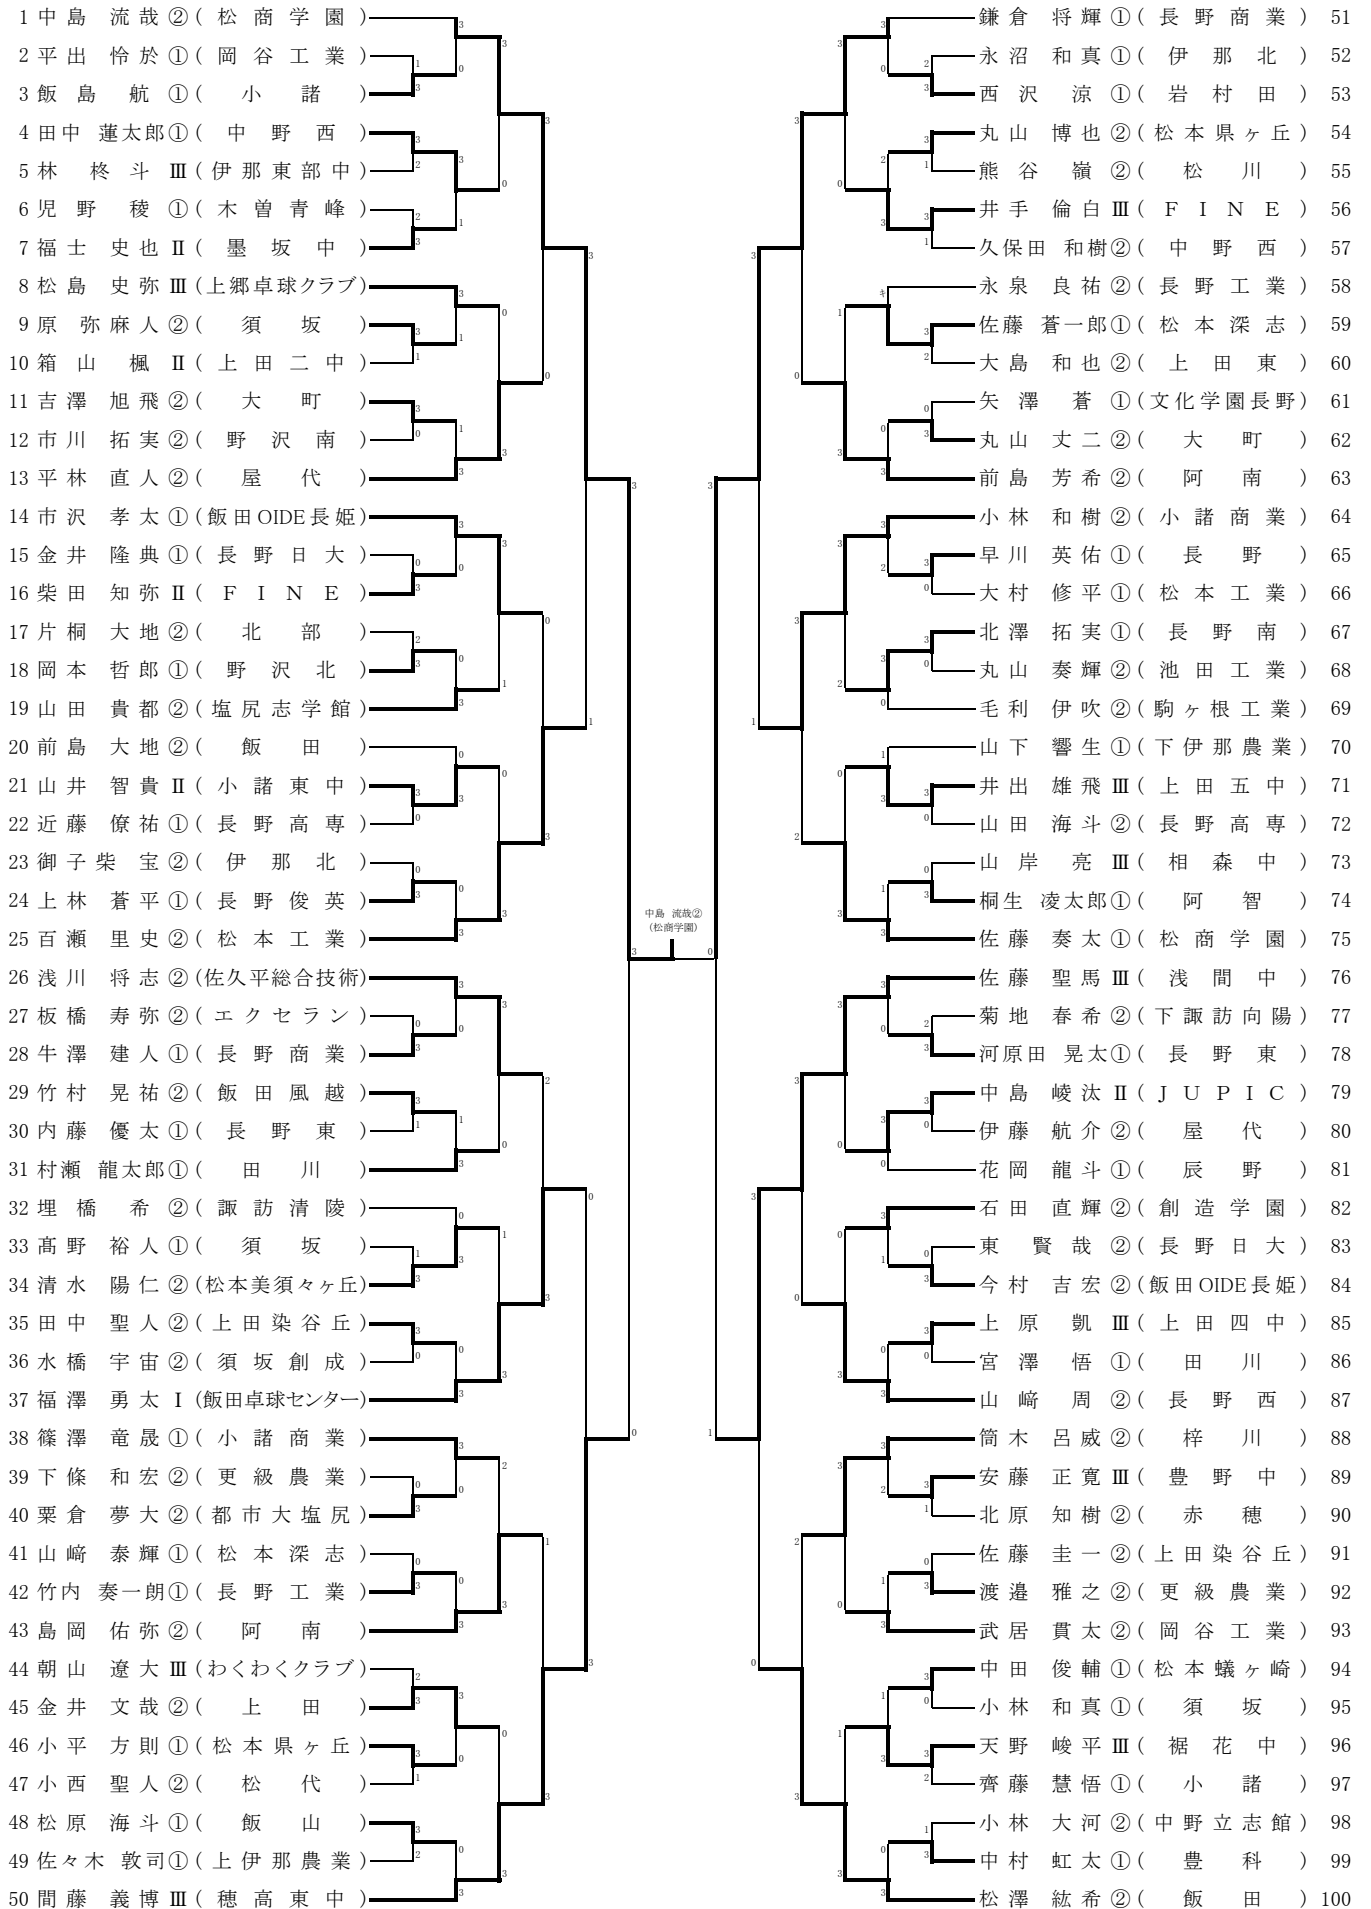 1 中島 流哉 ② (松商学園)
2 平出 怜於 ① (岡谷工業)
3 飯島 航 ① (小諸)
4 田中 蓮太郎 ① (中野西)
5 林 柊斗 Ⅲ (伊那東部中)
6 児野 稜 ① (木曽青峰)
7 福士 史也 Ⅱ (墨坂中)
8 松島 史弥 Ⅲ (上郷卓球クラブ)
9 原 弥麻人 ② (須坂)
10 箱山 楓 Ⅱ (上田二中)
11 吉澤 旭飛 ② (大町)
12 市川 拓実 ② (野沢南)
13 平林 直人 ② (屋代)
14 市沢 孝太 ① (飯田OIDE長姫)
15 金井 隆典 ① (長野日大)
16 柴田 知弥 Ⅱ (FINE)
17 片桐 大地 ② (北部)
18 岡本 哲郎 ① (野沢北)
19 山田 貴都 ② (塩尻志学館)
20 前島 大地 ② (飯田)
21 山井 智貴 Ⅱ (小諸東中)
22 近藤 僚祐 ① (長野高専)
23 御子柴 宝 ② (伊那北)
24 上林 蒼平 ① (長野俊英)
25 百瀬 里史 ② (松本工業)
26 浅川 将志 ② (佐久平総合技術)
27 板橋 寿弥 ② (エクセラン)
28 牛澤 建人 ① (長野商業)
29 竹村 晃祐 ② (飯田風越)
30 内藤 優太 ① (長野東)
31 村瀬 龍太郎 ① (田川)
32 埋橋 希 ② (諏訪清陵)
33 髙野 裕人 ① (須坂)
34 清水 陽仁 ② (松本美須々ヶ丘)
35 田中 聖人 ② (上田染谷丘)
36 水橋 宇宙 ② (須坂創成)
37 福澤 勇太 Ⅰ (飯田卓球センター)
38 篠澤 竜晟 ① (小諸商業)
39 下條 和宏 ② (更級農業)
40 栗倉 夢大 ② (都市大塩尻)
41 山﨑 泰輝 ① (松本深志)
42 竹内 奏一朗 ① (長野工業)
43 島岡 佑弥 ② (阿南)
44 朝山 遼大 Ⅲ (わくわくクラブ)
45 金井 文哉 ② (上田)
46 小平 方則 ① (松本県ヶ丘)
47 小西 聖人 ② (松代)
48 松原 海斗 ① (飯山)
49 佐々木 敦司 ① (上伊那農業)
50 間藤 義博 Ⅲ (穂高東中)
中島 流哉②
(松商学園)
鎌倉 将輝 ① (長野商業) 51
永沼 和真 ① (伊那北) 52
西沢 涼 ① (岩村田) 53
丸山 博也 ② (松本県ヶ丘) 54
熊谷 嶺 ② (松川) 55
井手 倫白 Ⅲ (FINE) 56
久保田 和樹 ② (中野西) 57
永泉 良祐 ② (長野工業) 58
佐藤 蒼一郎 ① (松本深志) 59
大島 和也 ② (上田東) 60
矢澤 蒼 ① (文化学園長野) 61
丸山 丈二 ② (大町) 62
前島 芳希 ② (阿南) 63
小林 和樹 ② (小諸商業) 64
早川 英佑 ① (長野) 65
大村 修平 ① (松本工業) 66
北澤 拓実 ① (長野南) 67
丸山 奏輝 ② (池田工業) 68
毛利 伊吹 ② (駒ヶ根工業) 69
山下 響生 ① (下伊那農業) 70
井出 雄飛 Ⅲ (上田五中) 71
山田 海斗 ② (長野高専) 72
山岸 亮 Ⅲ (相森中) 73
桐生 凌太郎 ① (阿智) 74
佐藤 奏太 ① (松商学園) 75
佐藤 聖馬 Ⅲ (浅間中) 76
菊地 春希 ② (下諏訪向陽) 77
河原田 晃太 ① (長野東) 78
中島 崚汰 Ⅱ (JUPIC) 79
伊藤 航介 ② (屋代) 80
花岡 龍斗 ① (辰野) 81
石田 直輝 ② (創造学園) 82
東 賢哉 ② (長野日大) 83
今村 吉宏 ② (飯田OIDE長姫) 84
上原 凱 Ⅲ (上田四中) 85
宮澤 悟 ① (田川) 86
山﨑 周 ② (長野西) 87
筒木 呂威 ② (梓川) 88
安藤 正寛 Ⅲ (豊野中) 89
北原 知樹 ② (赤穂) 90
佐藤 圭一 ② (上田染谷丘) 91
渡邉 雅之 ② (更級農業) 92
武居 貫太 ② (岡谷工業) 93
中田 俊輔 ① (松本蟻ヶ崎) 94
小林 和真 ① (須坂) 95
天野 峻平 Ⅲ (裾花中) 96
齊藤 慧悟 ① (小諸) 97
小林 大河 ② (中野立志館) 98
中村 虹太 ① (豊科) 99
松澤 紘希 ② (飯田) 100